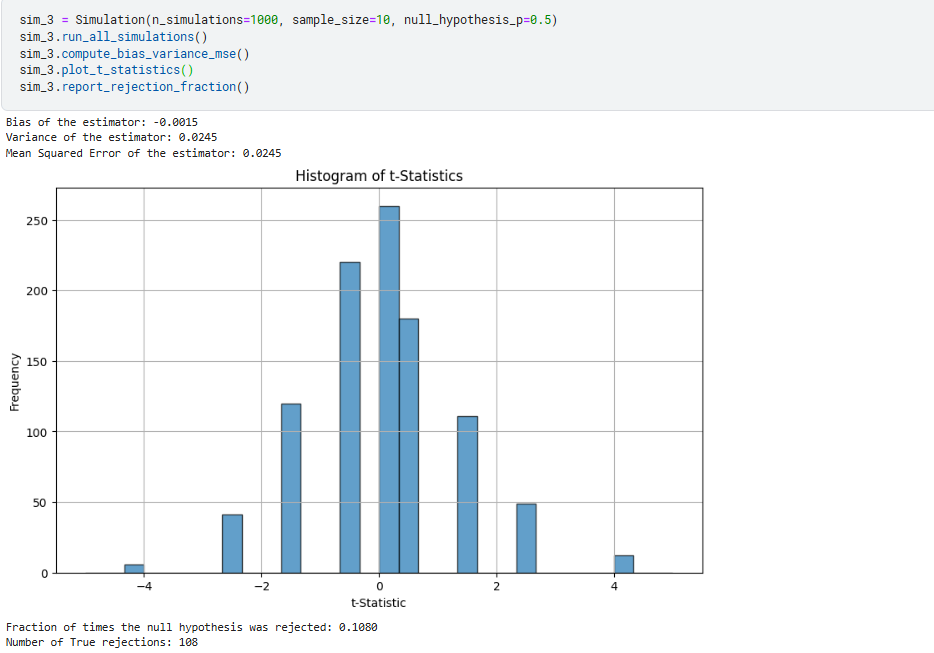 sim_3 = Simulation(n_simulations=1000, sample_size=10, null_hypothesis_p=0.5)
sim_3.run_all_simulations()
sim_3.compute_bias_variance_mse()
sim_3.plot_t_statistics()
sim_3.report_rejection_fraction()
Bias of the estimator: -0.0015
Variance of the estimator: 0.0245
Mean Squared Error of the estimator: 0.0245
Histogram of t-Statistics
250
200
150
100
50
0
Frequency
−4 −2 0 2 4
t-Statistic
Fraction of times the null hypothesis was rejected: 0.1080
Number of True rejections: 108